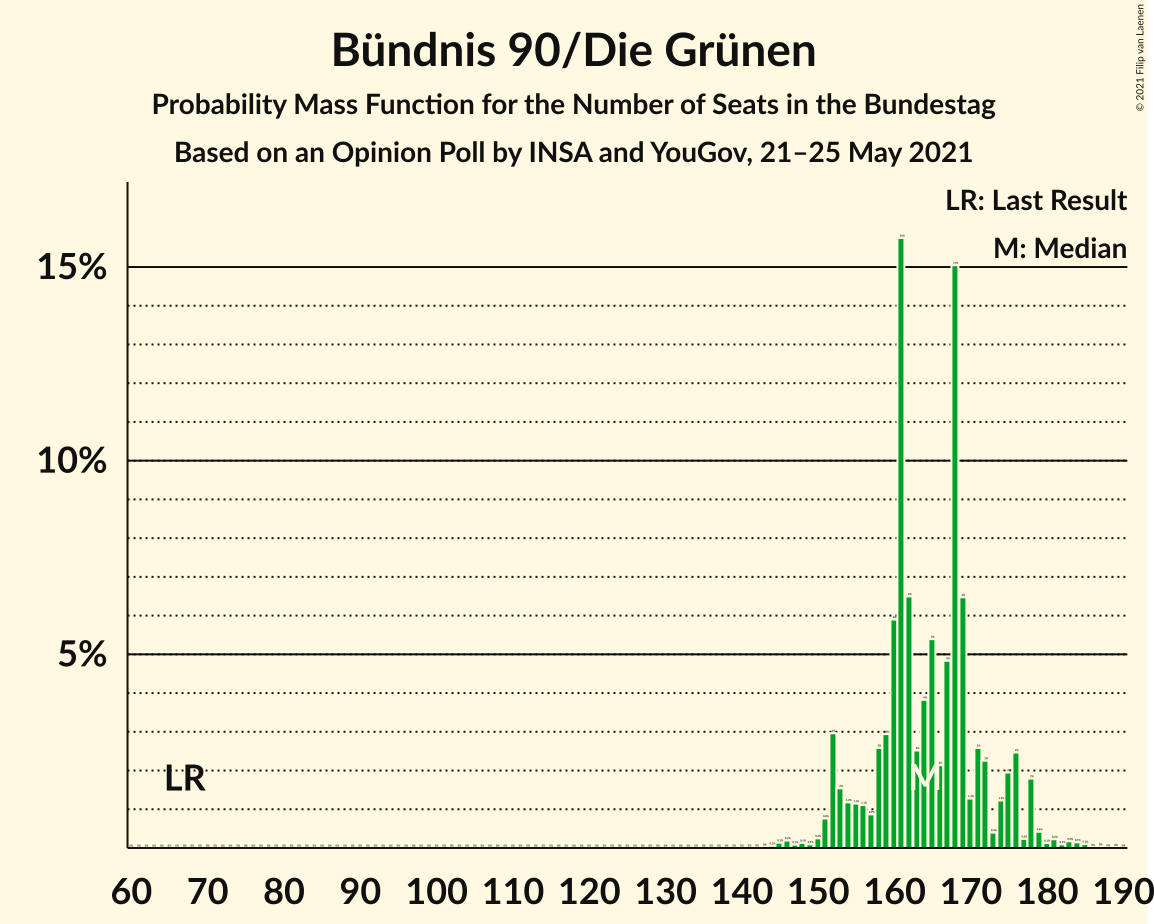 Bündnis 90/Die Grünen
Probability Mass Function for the Number of Seats in the Bundestag
Based on an Opinion Poll by INSA and YouGov, 21–25 May 2021
© 2021 Filip van Laenen
LR: Last Result
M: Median
15%
10%
5%
LR
M
60 70 80 90 100 110 120 130 140 150 160 170 180 190